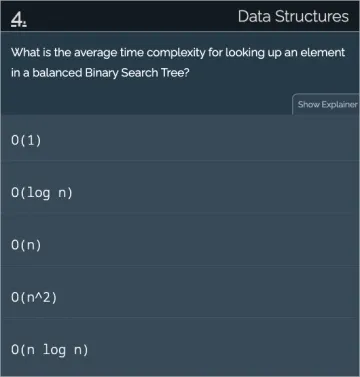 4.
Data Structures
What is the average time complexity for looking up an element
in a balanced Binary Search Tree?
Show Explainer
O(1)
O(log n)
O(n)
O(n^2)
O(n log n)